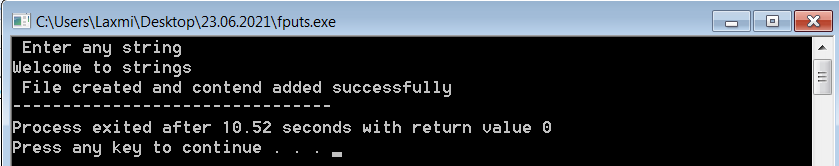 C:\Users\Laxmi\Desktop\23.06.2021\fputs.exe
Enter any string
Welcome to strings
File created and contend added successfully
--------------------------------
Process exited after 10.52 seconds with return value 0
Press any key to continue . . .